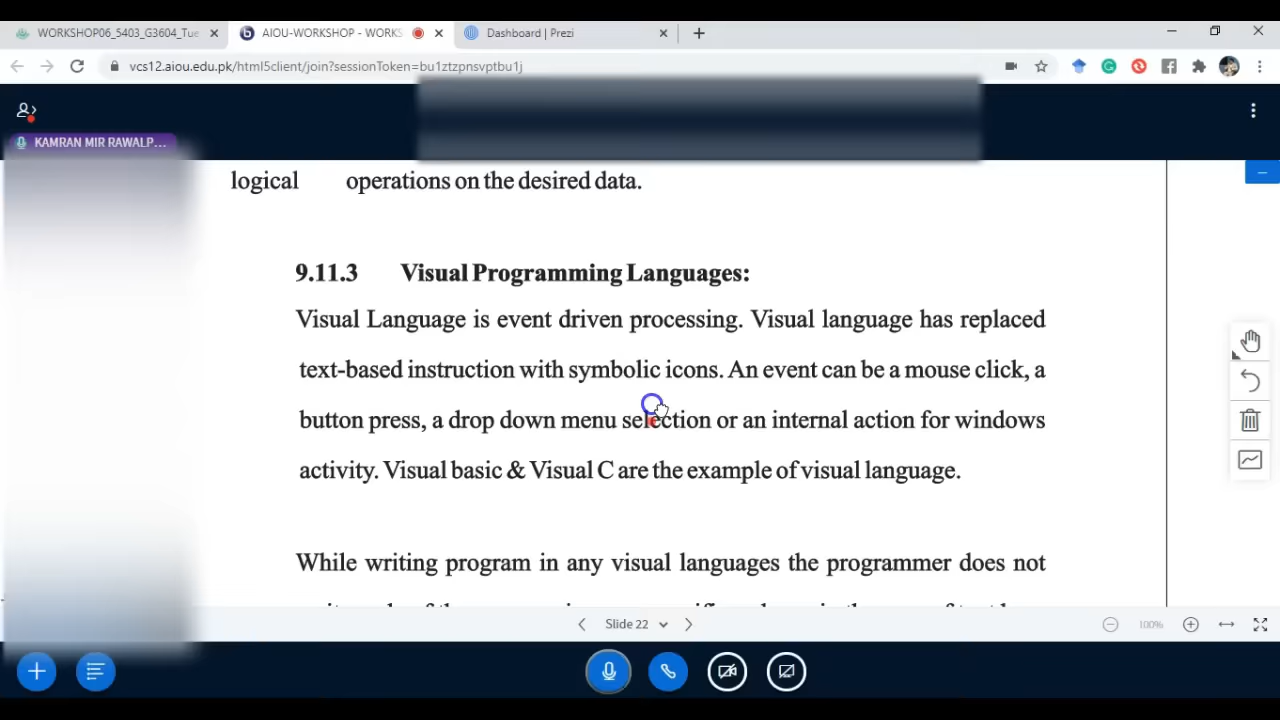 WORKSHOP06_5403_G3604_Tue
AIOU-WORKSHOP - WORKS
Dashboard | Prezi
vcs12.aiou.edu.pk/html5client/join?sessionToken=bu1ztzpnsvptbu1j
KAMRAN MIR RAWALP...
logical operations on the desired data.
9.11.3 Visual Programming Languages:
Visual Language is event driven processing. Visual language has replaced
text-based instruction with symbolic icons. An event can be a mouse click, a
button press, a drop down menu selection or an internal action for windows
activity. Visual basic & Visual C are the example of visual language.
While writing program in any visual languages the programmer does not
Slide 22
100%